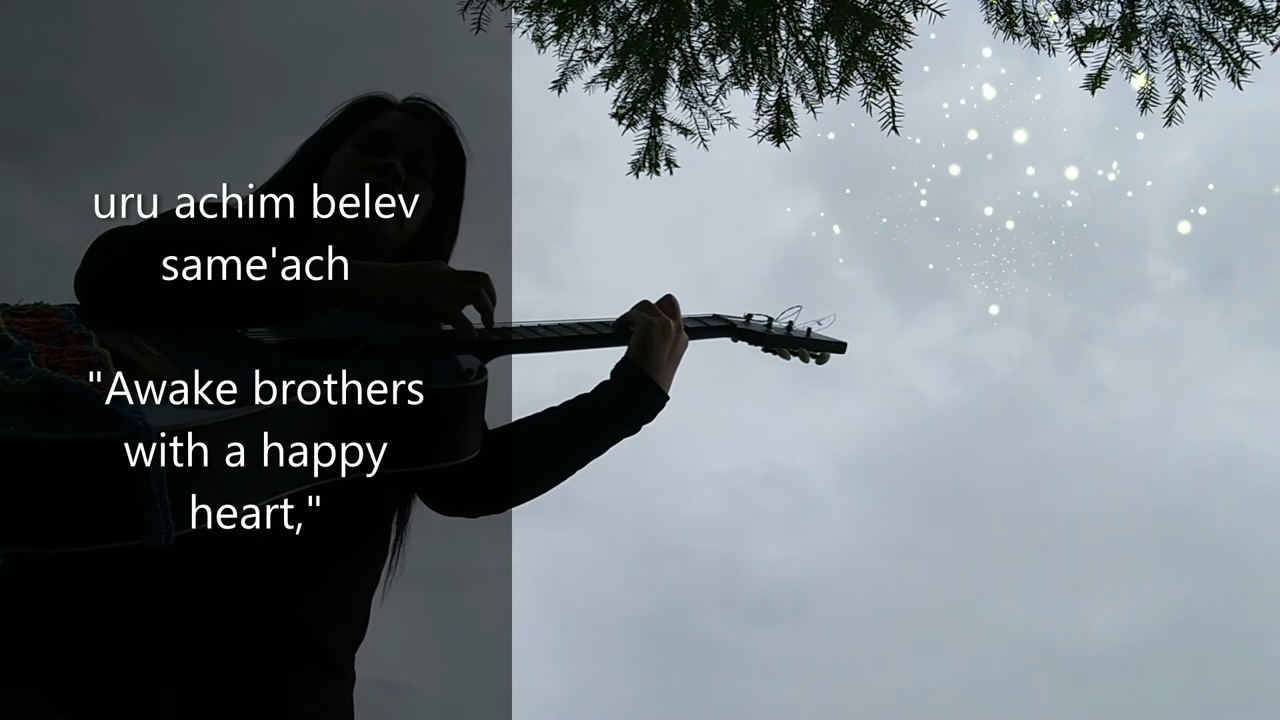 uru achim belev
same'ach
"Awake brothers
with a happy
heart,"